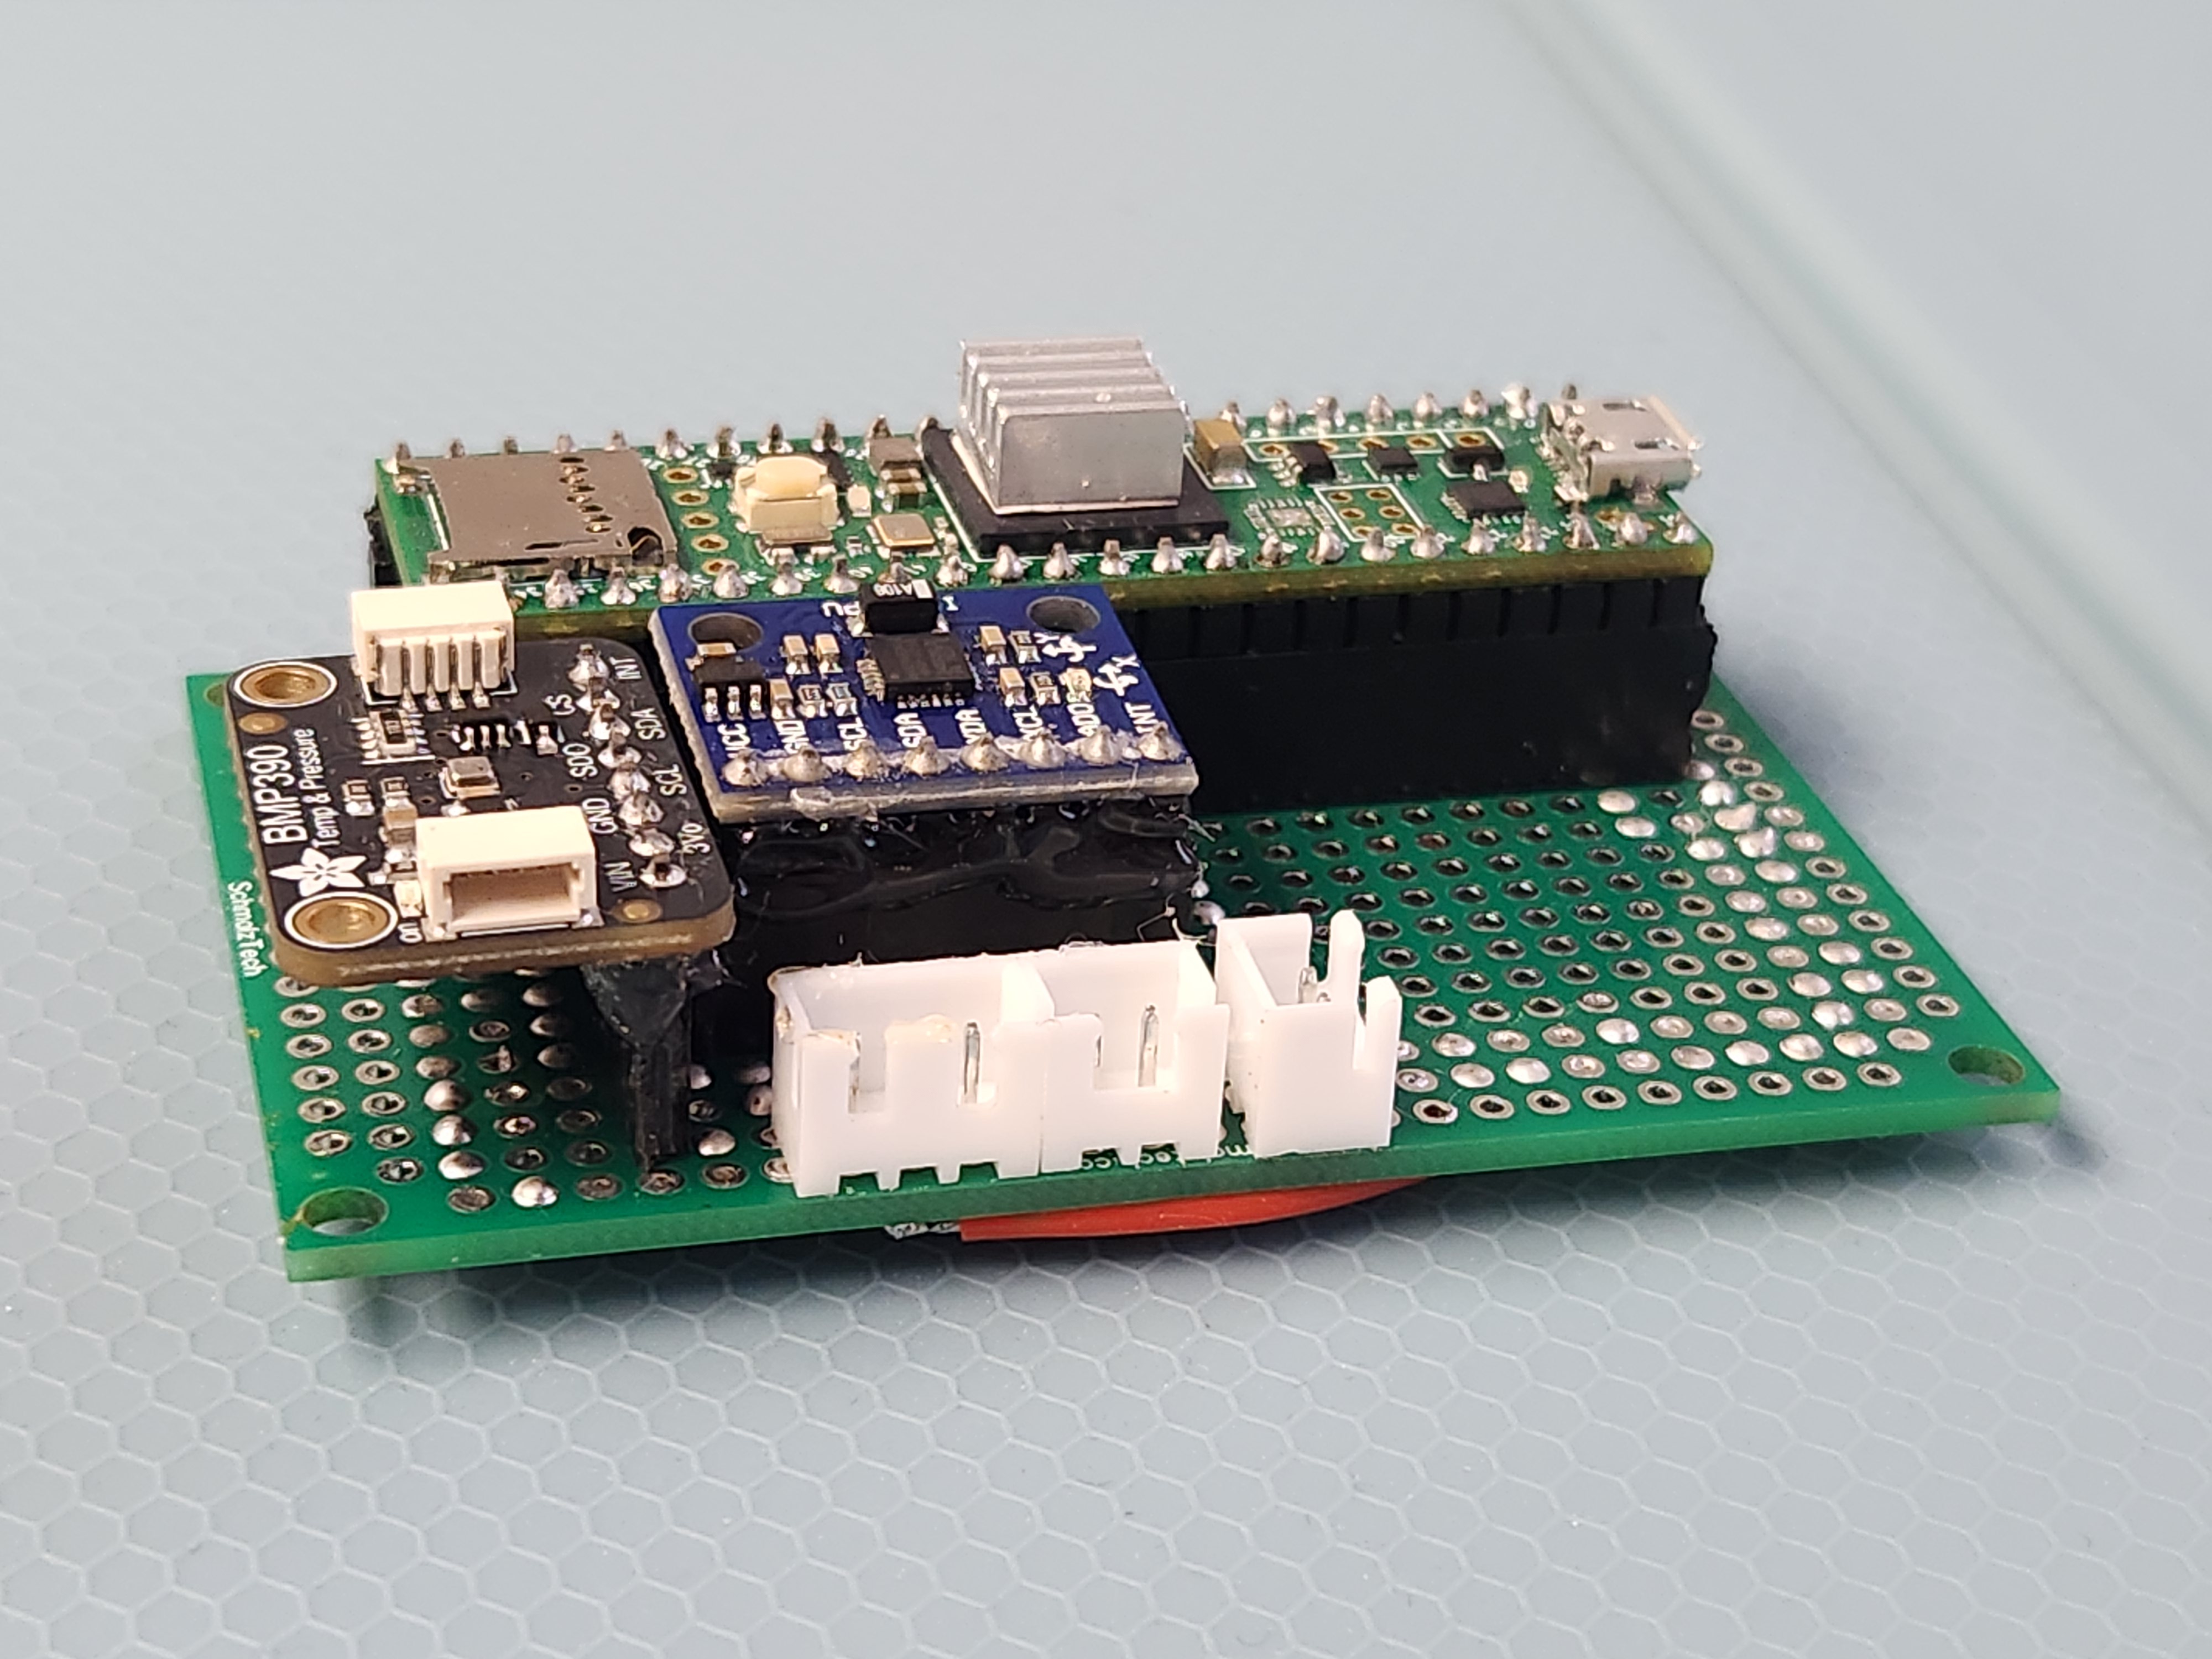 BMP390
Temp & Pressure
INT
CS
SDA
SDO
SCL
GND
3Vo
VIN
on
VCC
GND
SCL
SDA
XDA
XCL
ADO
INT
Y
X
A106
SchmalzTech